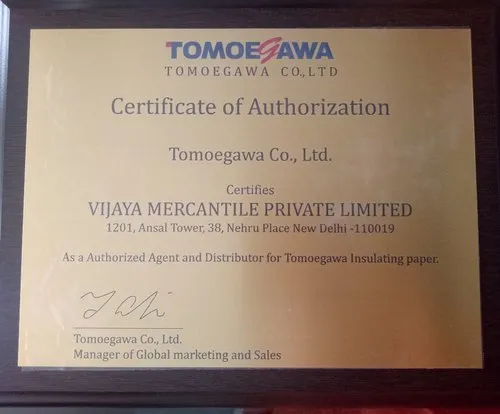 TOMOEGAWA
TOMOEGAWA CO.,LTD
Certificate of Authorization
Tomoegawa Co., Ltd.
Certifies
VIJAYA MERCANTILE PRIVATE LIMITED
1201, Ansal Tower, 38, Nehru Place New Delhi -110019
As a Authorized Agent and Distributor for Tomoegawa Insulating paper.
Tomoegawa Co., Ltd.
Manager of Global marketing and Sales